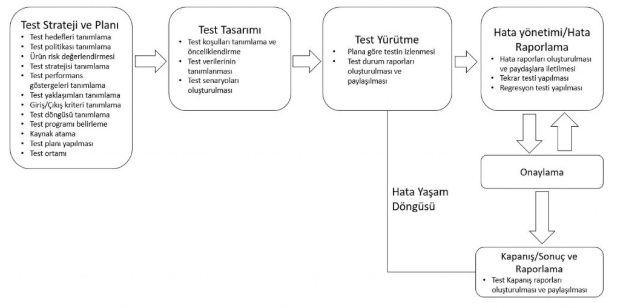 Test Strateji ve Planı
• Test hedefleri tanımlama
• Test politikası tanımlama
• Ürün risk değerlendirmesi
• Test stratejisi tanımlama
• Test performans
göstergeleri tanımlama
• Test yaklaşımları tanımlama
• Giriş/Çıkış kriteri tanımlama
• Test döngüsü tanımlama
• Test programı belirleme
• Kaynak atama
• Test planı yapılması
• Test ortamı
Test Tasarımı
• Test koşulları tanımlama ve
önceliklendirme
• Test verilerinin
tanımlanması
• Test senaryoları
oluşturulması
Test Yürütme
• Plana göre testin izlenmesi
• Test durum raporları
oluşturulması ve
paylaşılması
Hata yönetimi/Hata
Raporlama
• Hata raporları oluşturulması
ve paydaşlara iletilmesi
• Tekrar testi yapılması
• Regresyon testi yapılması
Onaylama
Hata Yaşam
Döngüsü
Kapanış/Sonuç ve
Raporlama
• Test Kapanış raporları
oluşturulması ve paylaşılması